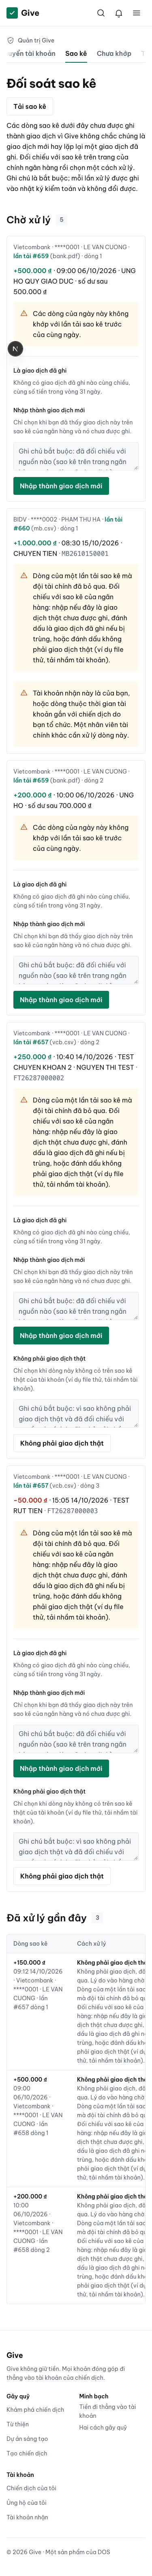 Give
Quản trị Give
uyển tài khoản Sao kê Chưa khớp T
Đối soát sao kê
Tải sao kê
Các dòng sao kê dưới đây chưa được ghi
thành giao dịch vì Give không chắc chúng là
giao dịch mới hay lặp lại một giao dịch đã
ghi. Đối chiếu với sao kê trên trang của
chính ngân hàng rồi chọn một cách xử lý.
Ghi chú là bắt buộc: mỗi lần xử lý được ghi
vào nhật ký kiểm toán và không đổi được.
Chờ xử lý 5
Vietcombank · ****0001 · LE VAN CUONG ·
lần tải #659 (bank.pdf) · dòng 1
+500.000 ₫ · 09:00 06/10/2026 · UNG
HO QUY GIAO DUC · số dư sau
500.000 ₫
Các dòng của ngày này không
khớp với lần tải sao kê trước
của cùng ngày.
Là giao dịch đã ghi
Không có giao dịch đã ghi nào cùng chiều,
cùng số tiền trong vòng 31 ngày.
Nhập thành giao dịch mới
Chỉ chọn khi bạn đã thấy giao dịch này trên
sao kê của ngân hàng và nó chưa được ghi.
Ghi chú bắt buộc: đã đối chiếu với
nguồn nào (sao kê trên trang ngân
Nhập thành giao dịch mới
BIDV · ****0002 · PHAM THU HA · lần tải
#660 (mb.csv) · dòng 1
+1.000.000 ₫ · 08:30 15/10/2026 ·
CHUYEN TIEN · MB2610150001
Dòng của một lần tải sao kê mà
đội tài chính đã bỏ qua. Đối
chiếu với sao kê của ngân
hàng: nhập nếu đây là giao
dịch thật chưa được ghi, đánh
dấu là giao dịch đã ghi nếu bị
trùng, hoặc đánh dấu không
phải giao dịch thật (ví dụ file
thử, tài nhầm tài khoản).
Tài khoản nhận này là của bạn,
hoặc dòng thuộc thời gian tài
khoản gắn với chiến dịch do
bạn tổ chức. Một nhân viên tài
chính khác cần xử lý dòng này.
Vietcombank · ****0001 · LE VAN CUONG ·
lần tải #659 (bank.pdf) · dòng 2
+200.000 ₫ · 10:00 06/10/2026 · UNG
HO · số dư sau 700.000 ₫
Các dòng của ngày này không
khớp với lần tải sao kê trước
của cùng ngày.
Là giao dịch đã ghi
Không có giao dịch đã ghi nào cùng chiều,
cùng số tiền trong vòng 31 ngày.
Nhập thành giao dịch mới
Chỉ chọn khi bạn đã thấy giao dịch này trên
sao kê của ngân hàng và nó chưa được ghi.
Ghi chú bắt buộc: đã đối chiếu với
nguồn nào (sao kê trên trang ngân
Nhập thành giao dịch mới
Vietcombank · ****0001 · LE VAN CUONG ·
lần tải #657 (vcb.csv) · dòng 2
+250.000 ₫ · 10:40 14/10/2026 · TEST
CHUYEN KHOAN 2 · NGUYEN THI TEST ·
FT26287000002
Dòng của một lần tải sao kê mà
đội tài chính đã bỏ qua. Đối
chiếu với sao kê của ngân
hàng: nhập nếu đây là giao
dịch thật chưa được ghi, đánh
dấu là giao dịch đã ghi nếu bị
trùng, hoặc đánh dấu không
phải giao dịch thật (ví dụ file
thử, tài nhầm tài khoản).
Là giao dịch đã ghi
Không có giao dịch đã ghi nào cùng chiều,
cùng số tiền trong vòng 31 ngày.
Nhập thành giao dịch mới
Chỉ chọn khi bạn đã thấy giao dịch này trên
sao kê của ngân hàng và nó chưa được ghi.
Ghi chú bắt buộc: đã đối chiếu với
nguồn nào (sao kê trên trang ngân
Nhập thành giao dịch mới
Không phải giao dịch thật
Chỉ chọn khi dòng này không có trên sao kê
thật của tài khoản (ví dụ file thử, tải nhầm tài
khoản).
Ghi chú bắt buộc: vì sao không phải
giao dịch thật và đã đối chiếu với
Không phải giao dịch thật
Vietcombank · ****0001 · LE VAN CUONG ·
lần tải #657 (vcb.csv) · dòng 3
−50.000 ₫ · 15:05 14/10/2026 · TEST
RUT TIEN · FT26287000003
Dòng của một lần tải sao kê mà
đội tài chính đã bỏ qua. Đối
chiếu với sao kê của ngân
hàng: nhập nếu đây là giao
dịch thật chưa được ghi, đánh
dấu là giao dịch đã ghi nếu bị
trùng, hoặc đánh dấu không
phải giao dịch thật (ví dụ file
thử, tài nhầm tài khoản).
Là giao dịch đã ghi
Không có giao dịch đã ghi nào cùng chiều,
cùng số tiền trong vòng 31 ngày.
Nhập thành giao dịch mới
Chỉ chọn khi bạn đã thấy giao dịch này trên
sao kê của ngân hàng và nó chưa được ghi.
Ghi chú bắt buộc: đã đối chiếu với
nguồn nào (sao kê trên trang ngân
Nhập thành giao dịch mới
Không phải giao dịch thật
Chỉ chọn khi dòng này không có trên sao kê
thật của tài khoản (ví dụ file thử, tải nhầm tài
khoản).
Ghi chú bắt buộc: vì sao không phải
giao dịch thật và đã đối chiếu với
Không phải giao dịch thật
Đã xử lý gần đây 3
Dòng sao kê Cách xử lý
+150.000 ₫
09:12 14/10/2026
· Vietcombank ·
****0001 · LE VAN
CUONG · lần
#657 dòng 1
Không phải giao dịch thậ
Không phải giao dịch, đã
qua. Lý do vào hàng chờ
Dòng của một lần tải sao
mà đội tài chính đã bỏ qu
Đối chiếu với sao kê của
hàng: nhập nếu đây là gia
dịch thật chưa được ghi,
dấu là giao dịch đã ghi nế
trùng, hoặc đánh dấu khô
phải giao dịch thật (ví dụ
thử, tài nhầm tài khoản).
+500.000 ₫
09:00
06/10/2026 ·
Vietcombank ·
****0001 · LE VAN
CUONG · lần
#658 dòng 1
Không phải giao dịch thậ
Không phải giao dịch, đã
qua. Lý do vào hàng chờ
Dòng của một lần tải sao
mà đội tài chính đã bỏ qu
Đối chiếu với sao kê của
hàng: nhập nếu đây là gia
dịch thật chưa được ghi,
dấu là giao dịch đã ghi nế
trùng, hoặc đánh dấu khô
phải giao dịch thật (ví dụ
thử, tài nhầm tài khoản).
+200.000 ₫
10:00
06/10/2026 ·
Vietcombank ·
****0001 · LE VAN
CUONG · lần
#658 dòng 2
Không phải giao dịch thậ
Không phải giao dịch, đã
qua. Lý do vào hàng chờ
Dòng của một lần tải sao
mà đội tài chính đã bỏ qu
Đối chiếu với sao kê của
hàng: nhập nếu đây là gia
dịch thật chưa được ghi,
dấu là giao dịch đã ghi nế
trùng, hoặc đánh dấu khô
phải giao dịch thật (ví dụ
thử, tài nhầm tài khoản).
Give
Give không giữ tiền. Mọi khoản đóng góp đi
thẳng vào tài khoản của chiến dịch.
Gây quỹ
Khám phá chiến dịch
Từ thiện
Dự án sáng tạo
Tạo chiến dịch
Minh bạch
Tiền đi thẳng vào tài
khoản
Hai cách gây quỹ
Tài khoản
Chiến dịch của tôi
Ủng hộ của tôi
Tài khoản nhận
© 2026 Give · Một sản phẩm của DOS